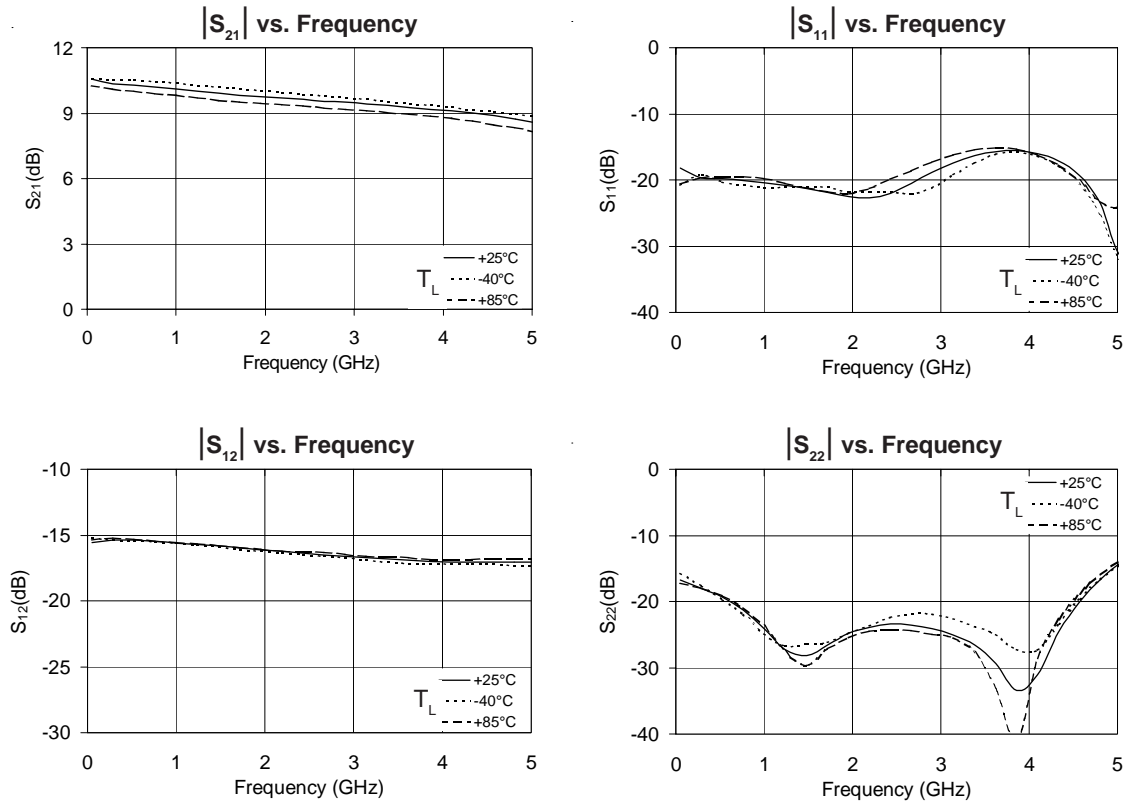 |S21| vs. Frequency
12
9
6
3
0
S21(dB)
0 1 2 3 4 5
Frequency (GHz)
TL
+25°C
-40°C
+85°C
|S11| vs. Frequency
0
-10
-20
-30
-40
S11(dB)
0 1 2 3 4 5
Frequency (GHz)
TL
+25°C
-40°C
+85°C
|S12| vs. Frequency
-10
-15
-20
-25
-30
S12(dB)
0 1 2 3 4 5
Frequency (GHz)
TL
+25°C
-40°C
+85°C
|S22| vs. Frequency
0
-10
-20
-30
-40
S22(dB)
0 1 2 3 4 5
Frequency (GHz)
TL
+25°C
-40°C
+85°C